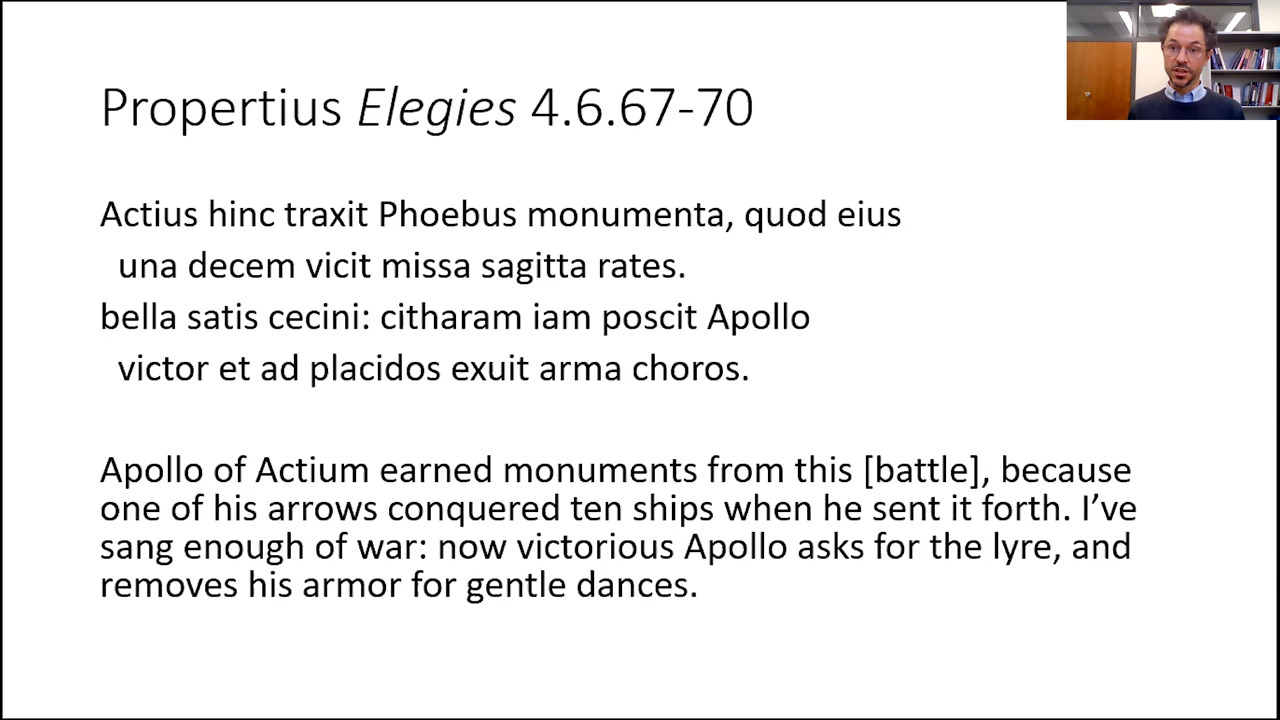 Propertius Elegies 4.6.67-70
Actius hinc traxit Phoebus monumenta, quod eius
una decem vicit missa sagitta rates.
bella satis cecini: citharam iam poscit Apollo
victor et ad placidos exuit arma choros.
Apollo of Actium earned monuments from this [battle], because
one of his arrows conquered ten ships when he sent it forth. I’ve
sang enough of war: now victorious Apollo asks for the lyre, and
removes his armor for gentle dances.